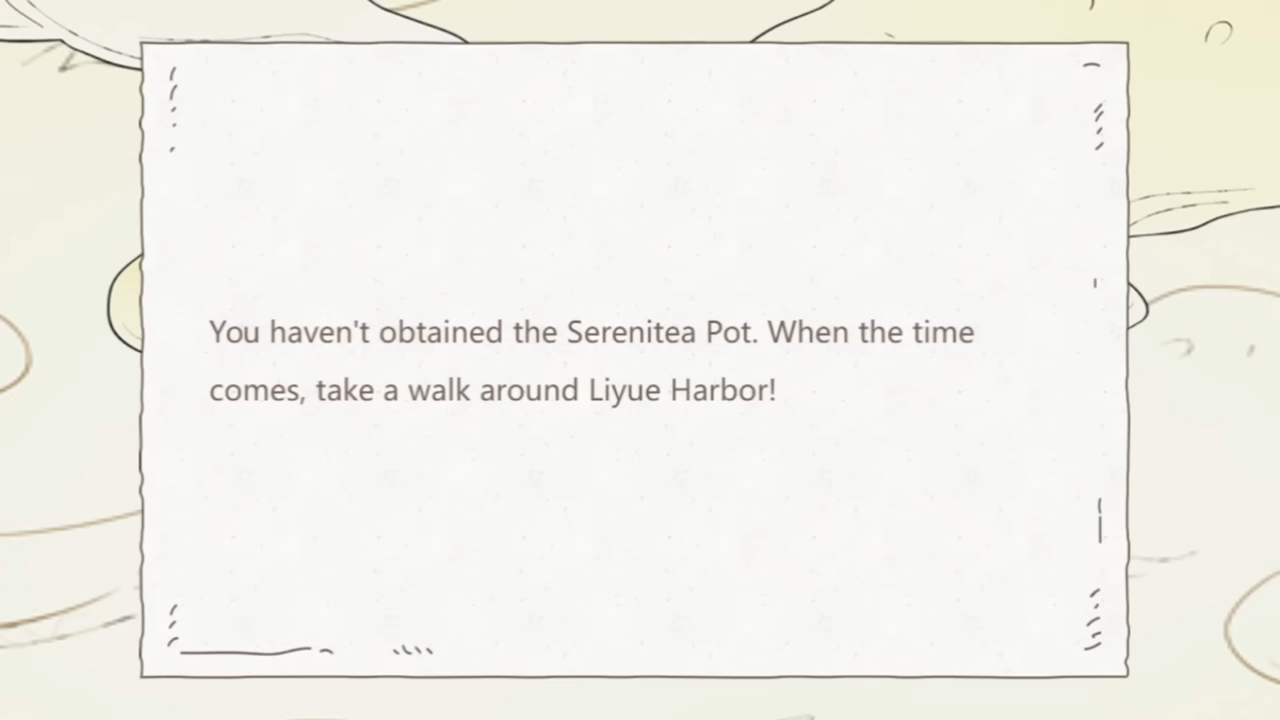 You haven't obtained the Serenitea Pot. When the time
comes, take a walk around Liyue Harbor!